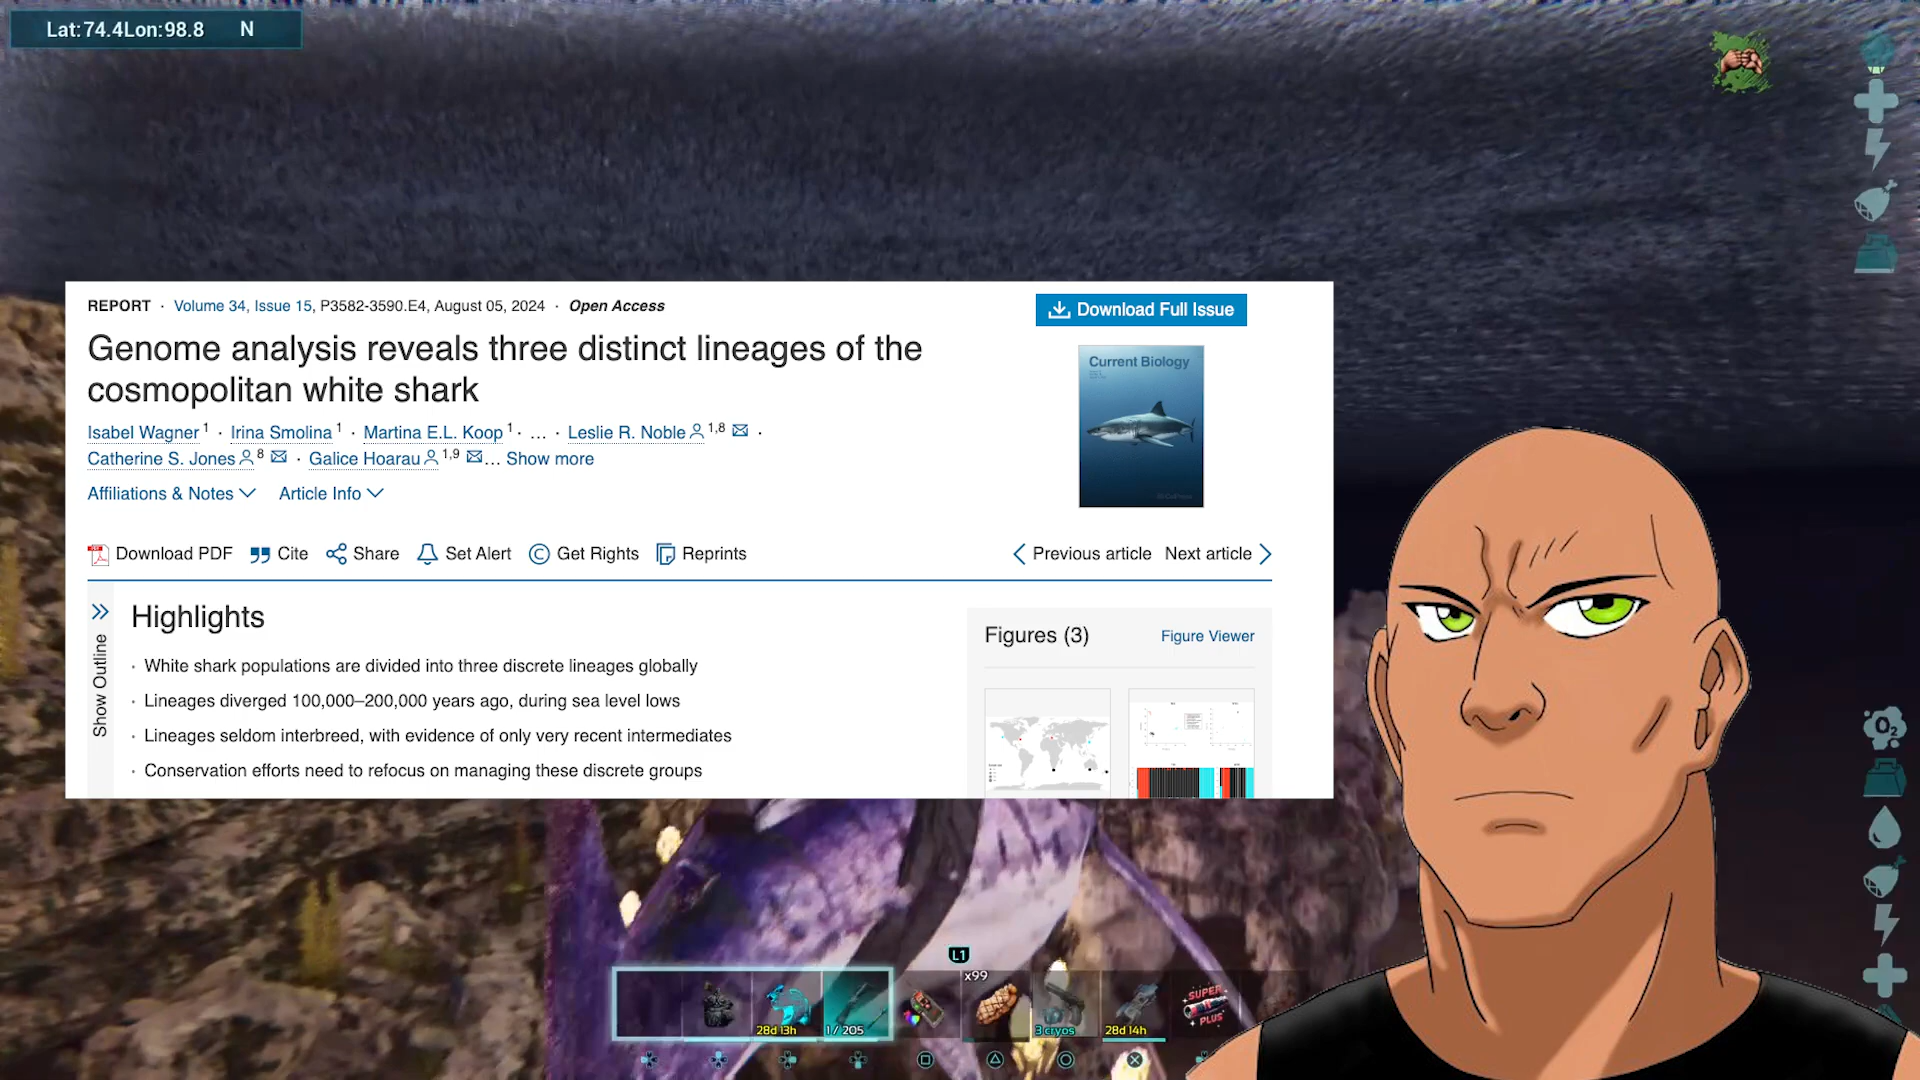 Lat:74.4Lon:98.8 N
REPORT · Volume 34, Issue 15, P3582-3590.E4, August 05, 2024 · Open Access
Download Full Issue
Genome analysis reveals three distinct lineages of the
cosmopolitan white shark
Current Biology
Isabel Wagner 1 · Irina Smolina 1 · Martina E.L. Koop 1 · ... · Leslie R. Noble 1,8 ·
Catherine S. Jones 8 · Galice Hoarau 1,9 ... Show more
Affiliations & Notes Article Info
Download PDF Cite Share Set Alert © Get Rights Reprints
Previous article Next article
Show Outline
Highlights
· White shark populations are divided into three discrete lineages globally
· Lineages diverged 100,000–200,000 years ago, during sea level lows
· Lineages seldom interbreed, with evidence of only very recent intermediates
· Conservation efforts need to refocus on managing these discrete groups
Figures (3) Figure Viewer
O2
L1
x99
28d 13h
1 / 205
3 cryos
28d 14h
SUPER
PLUS